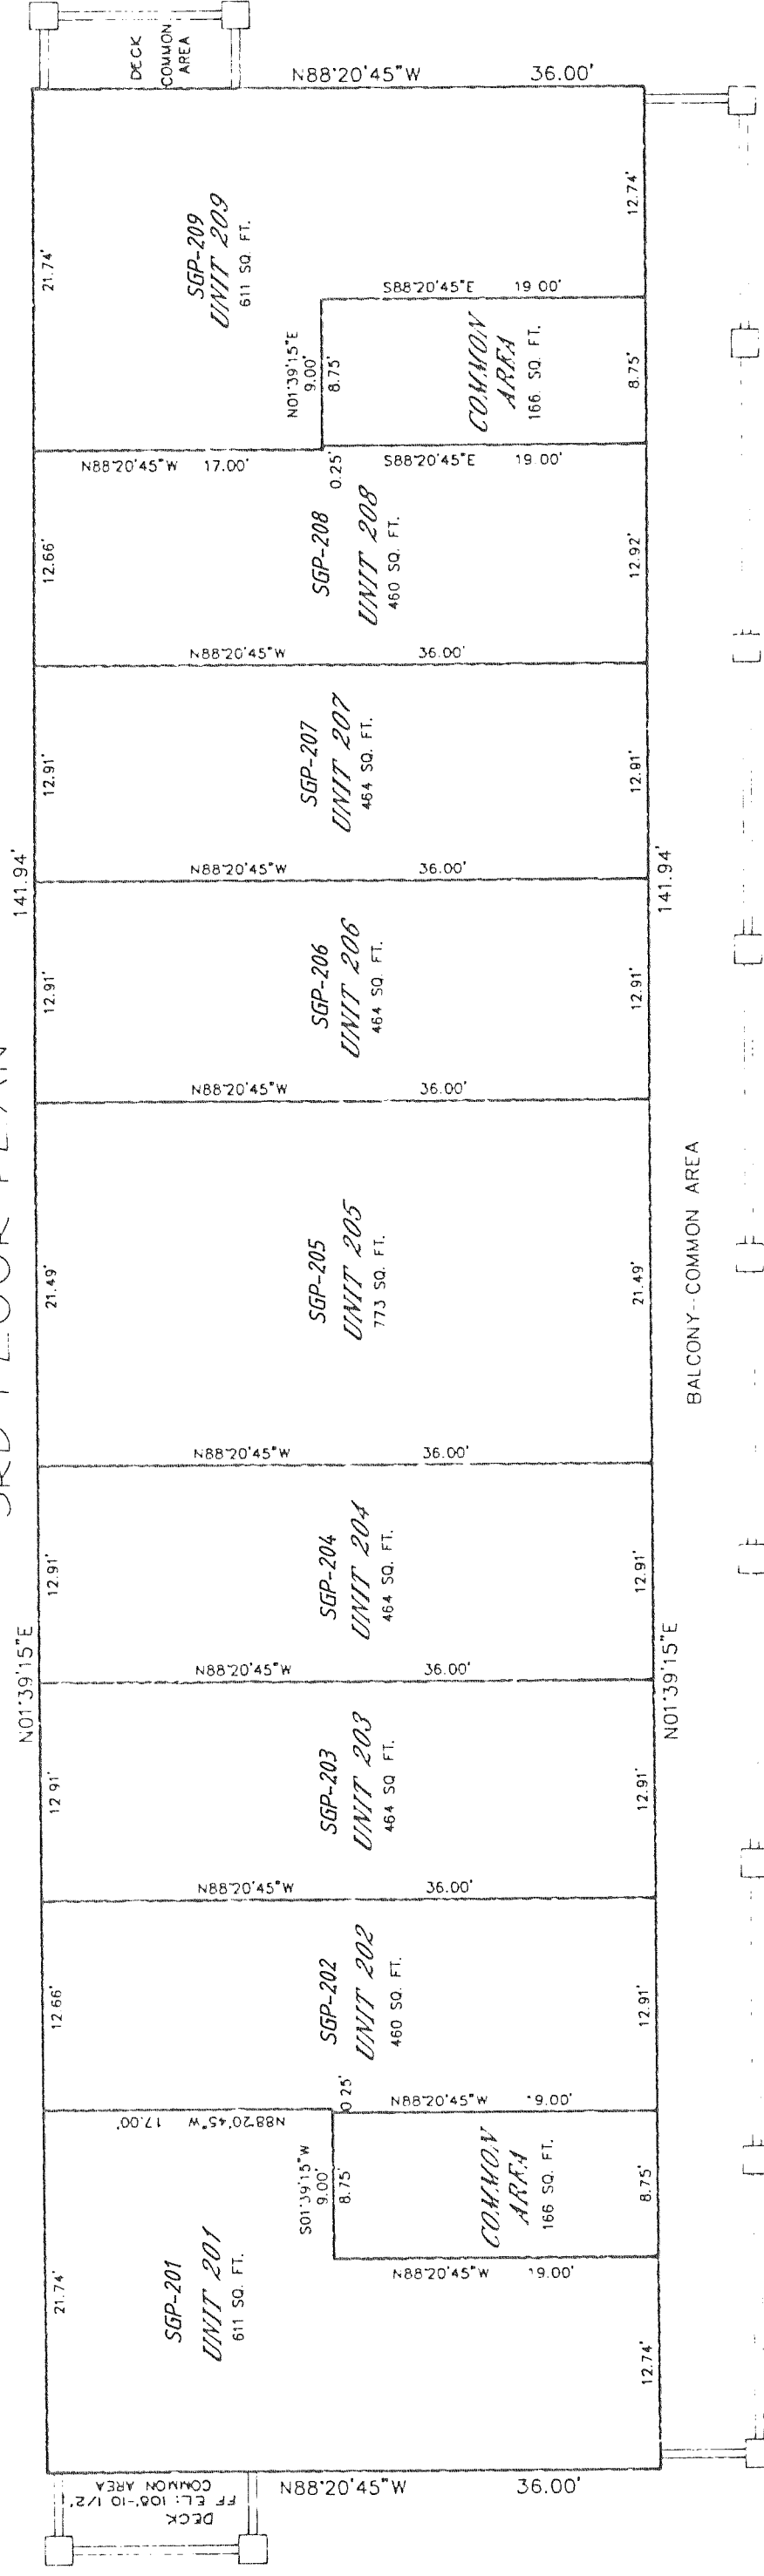 DECK
COMMON
AREA
N88°20'45"W 36.00'
21.74'
SGP-209
UNIT 209
611 SQ. FT.
12.74'
S88°20'45"E 19 00'
N01°39'15"E
9.00'
8.75'
COMMON
AREA
166. SQ. FT.
8.75'
N88°20'45"W 17.00'
0.25'
S88°20'45"E 19 00'
12.66'
SGP-208
UNIT 208
460 SQ. FT.
12.92'
N88°20'45"W 36.00'
12.91'
SGP-207
UNIT 207
464 SQ. FT.
12.91'
141.94'
N88°20'45"W 36.00'
141.94'
12.91'
SGP-206
UNIT 206
464 SQ. FT.
12.91'
N88°20'45"W 36.00'
3RD FLOOR PLAN
21.49'
SGP-205
UNIT 205
773 SQ. FT.
21.49'
BALCONY--COMMON AREA
N88°20'45"W 36.00'
12.91'
SGP-204
UNIT 204
464 SQ. FT.
12.91'
N01°39'15"E
N88°20'45"W 36.00'
N01°39'15"E
12 91'
SGP-203
UNIT 203
464 SQ FT.
12.91'
N88°20'45"W 36.00'
12.66'
SGP-202
UNIT 202
460 SQ. FT.
12.91'
N88°20'45"W 17.00'
0 25'
N88°20'45"W 19.00'
S01°39'15"W
9.00'
8.75'
COMMON
AREA
166 SQ. FT.
8.75'
N88°20'45"W 19.00'
21.74'
SGP-201
UNIT 201
611 SQ. FT.
12.74'
N88°20'45"W 36.00'
DECK
FF EL: 108'-10 1/2"
COMMON AREA